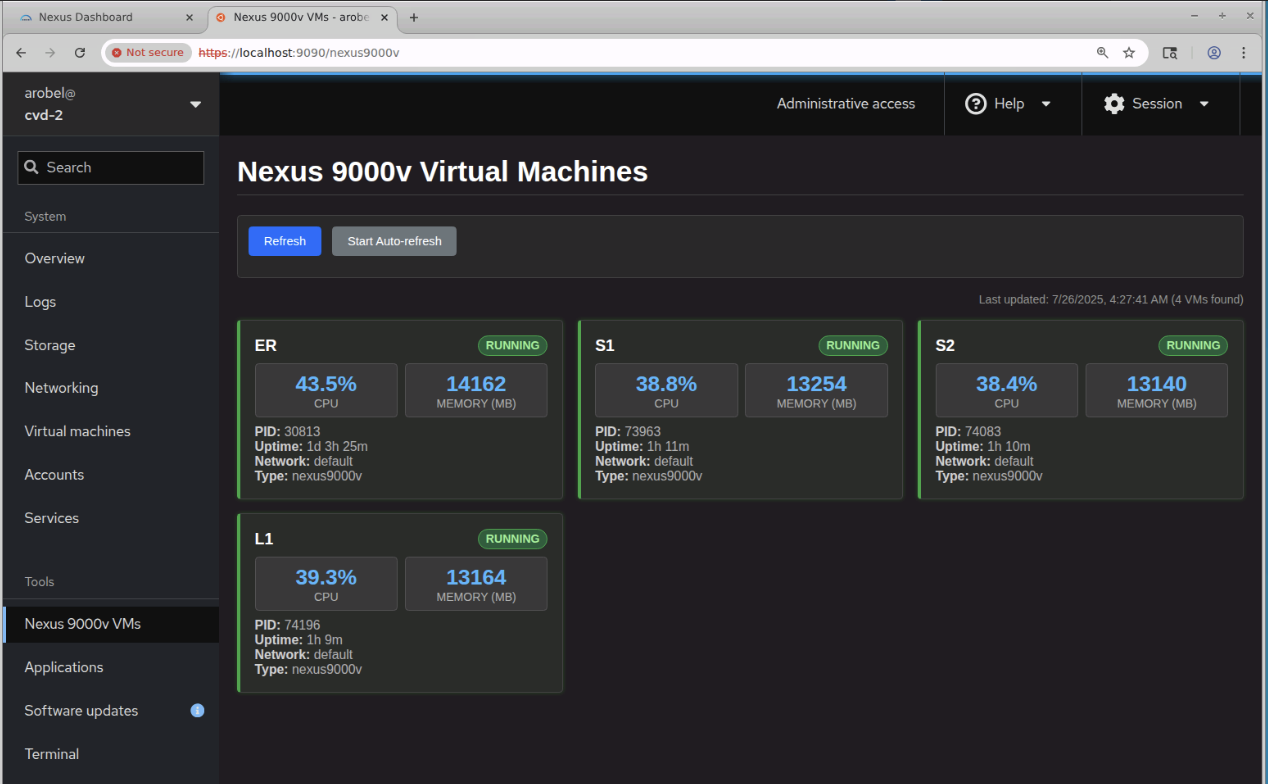 Nexus Dashboard
Nexus 9000v VMs - arobe
Not secure
https://localhost:9090/nexus9000v
arobel@
cvd-2
Administrative access
Help
Session
Search
System
Overview
Logs
Storage
Networking
Virtual machines
Accounts
Services
Tools
Nexus 9000v VMs
Applications
Software updates
Terminal
Nexus 9000v Virtual Machines
Refresh
Start Auto-refresh
Last updated: 7/26/2025, 4:27:41 AM (4 VMs found)
ER
RUNNING
43.5%
CPU
14162
MEMORY (MB)
PID: 30813
Uptime: 1d 3h 25m
Network: default
Type: nexus9000v
S1
RUNNING
38.8%
CPU
13254
MEMORY (MB)
PID: 73963
Uptime: 1h 11m
Network: default
Type: nexus9000v
S2
RUNNING
38.4%
CPU
13140
MEMORY (MB)
PID: 74083
Uptime: 1h 10m
Network: default
Type: nexus9000v
L1
RUNNING
39.3%
CPU
13164
MEMORY (MB)
PID: 74196
Uptime: 1h 9m
Network: default
Type: nexus9000v